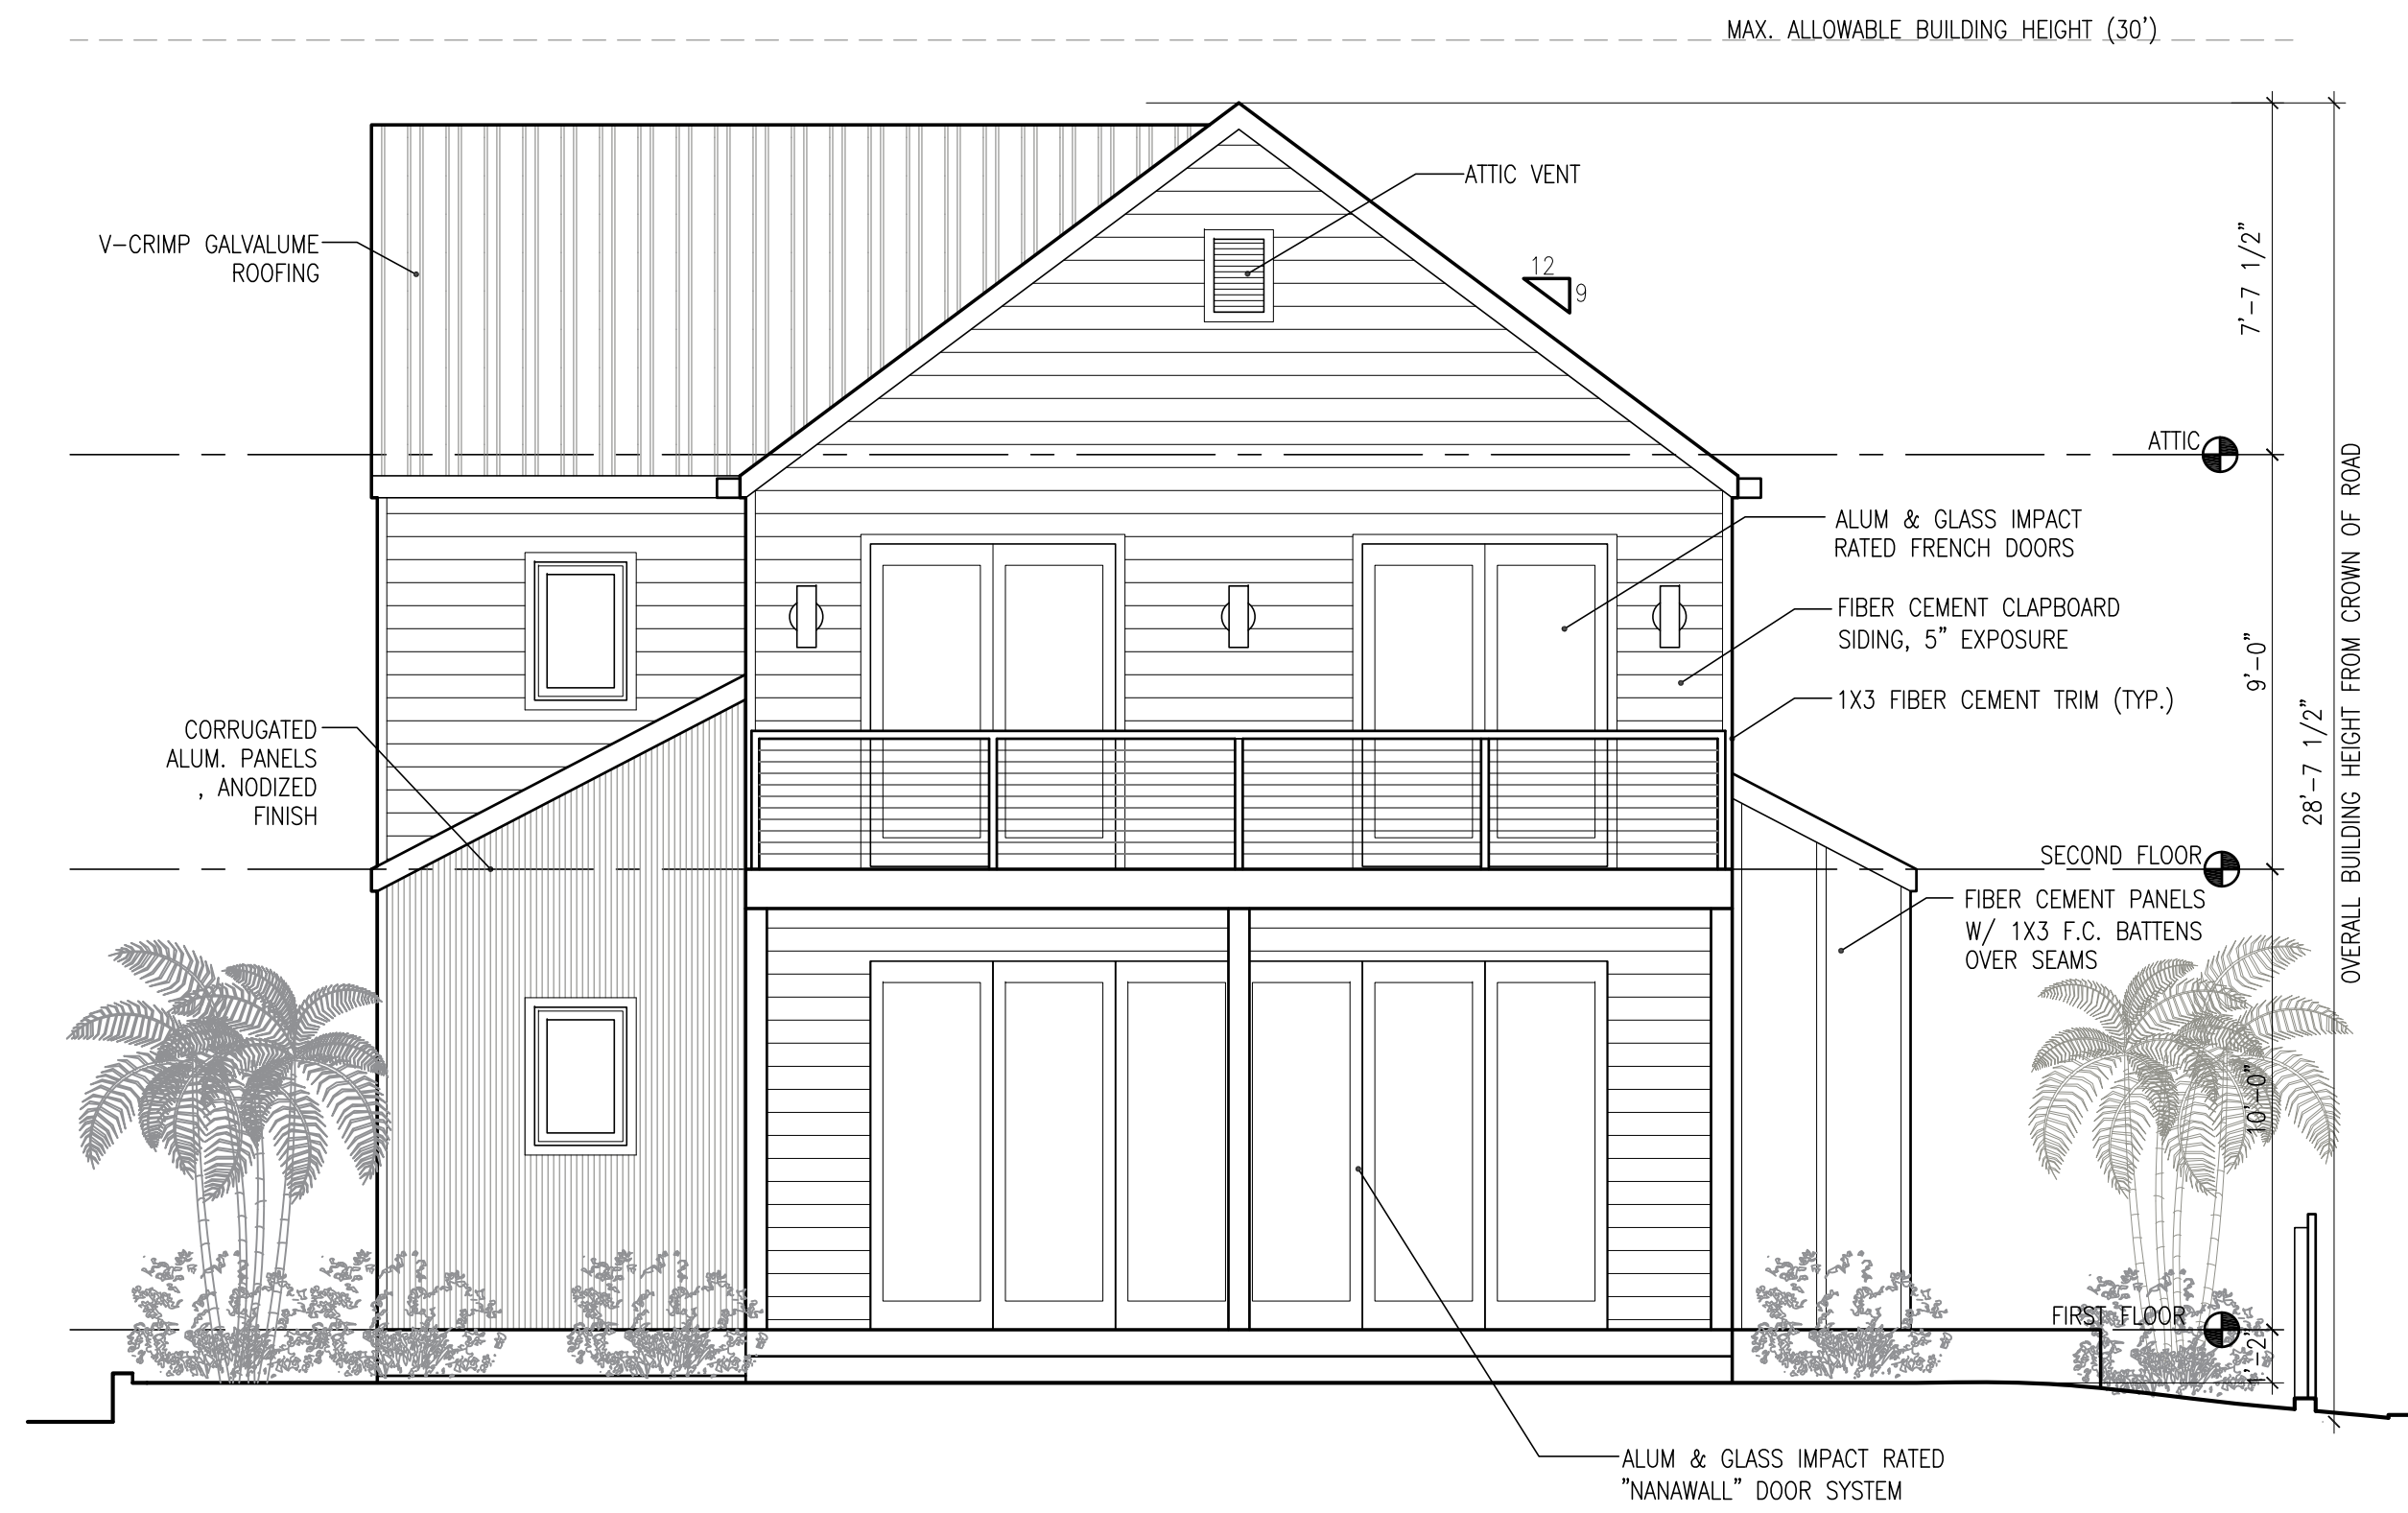 MAX. ALLOWABLE BUILDING HEIGHT (30')
ATTIC VENT
V-CRIMP GALVALUME
ROOFING
12
9
7'-7 1/2"
ATTIC
ALUM & GLASS IMPACT
RATED FRENCH DOORS
FIBER CEMENT CLAPBOARD
SIDING, 5" EXPOSURE
9'-0"
1X3 FIBER CEMENT TRIM (TYP.)
28'-7 1/2"
OVERALL BUILDING HEIGHT FROM CROWN OF ROAD
CORRUGATED
ALUM. PANELS
, ANODIZED
FINISH
SECOND FLOOR
FIBER CEMENT PANELS
W/ 1X3 F.C. BATTENS
OVER SEAMS
10'-0"
FIRST FLOOR
1'-2"
ALUM & GLASS IMPACT RATED
"NANAWALL" DOOR SYSTEM